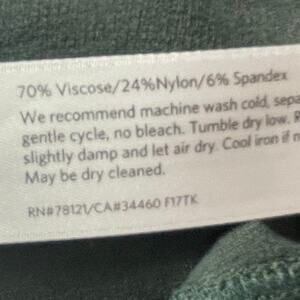 70% Viscose/24%Nylon/6% Spandex
We recommend machine wash cold,
gentle cycle, no bleach. Tumble dry low.
slightly damp and let air dry. Cool iron if
May be dry cleaned.
RN#78121/CA#34460 F17TK